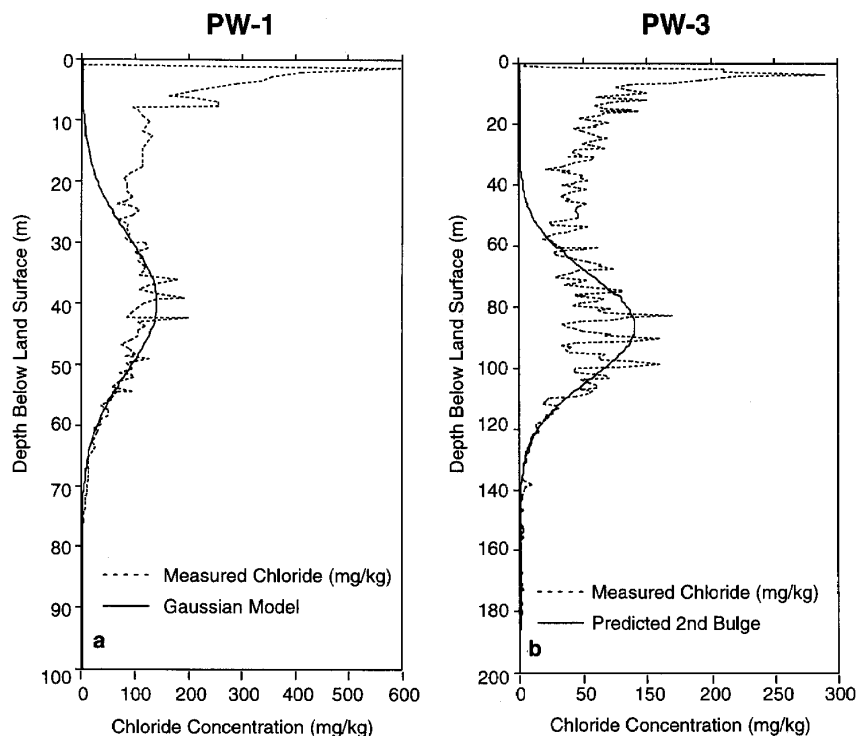 PW-1
0
10
20
30
40
50
60
70
80
90
100
Depth Below Land Surface (m)
Measured Chloride (mg/kg)
Gaussian Model
a
0 100 200 300 400 500 600
Chloride Concentration (mg/kg)
PW-3
0
20
40
60
80
100
120
140
160
180
200
Depth Below Land Surface (m)
Measured Chloride (mg/kg)
Predicted 2nd Bulge
b
0 50 100 150 200 250 300
Chloride Concentration (mg/kg)